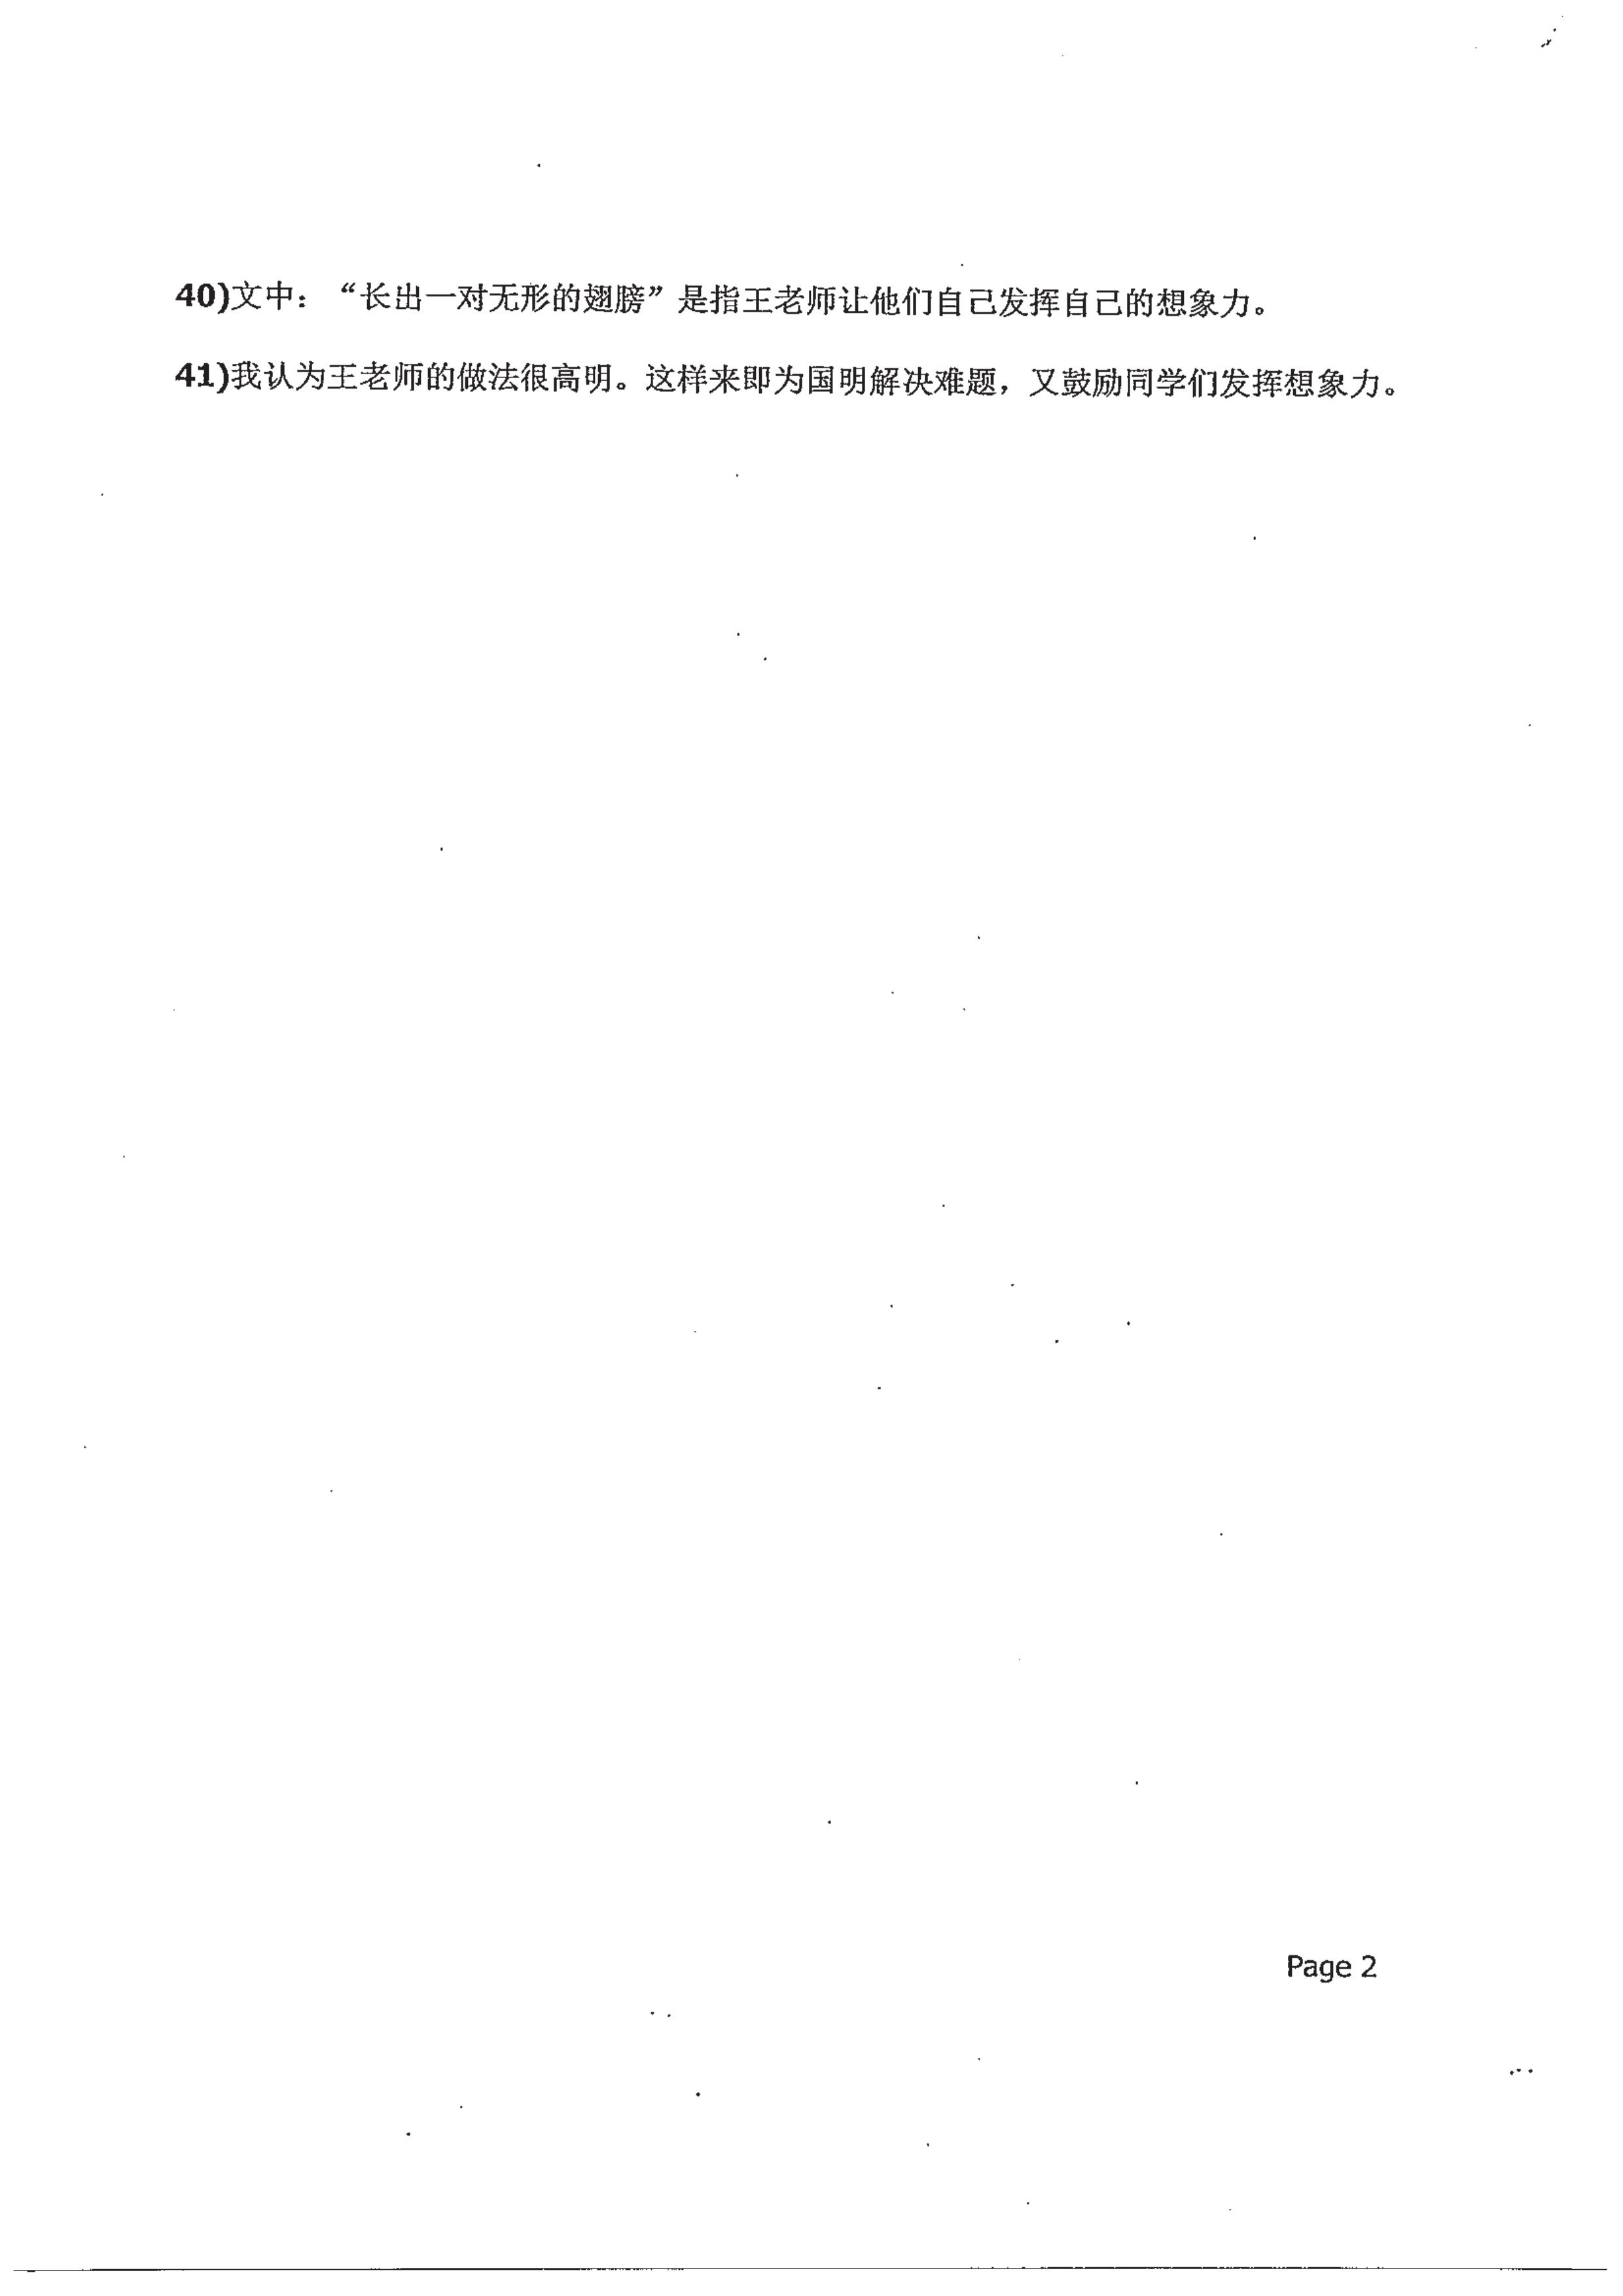 40)文中：“长出一对无形的翅膀”是指王老师让他们自己发挥自己的想象力。
41)我认为王老师的做法很高明。这样来即为国明解决难题，又鼓励同学们发挥想象力。
Page 2